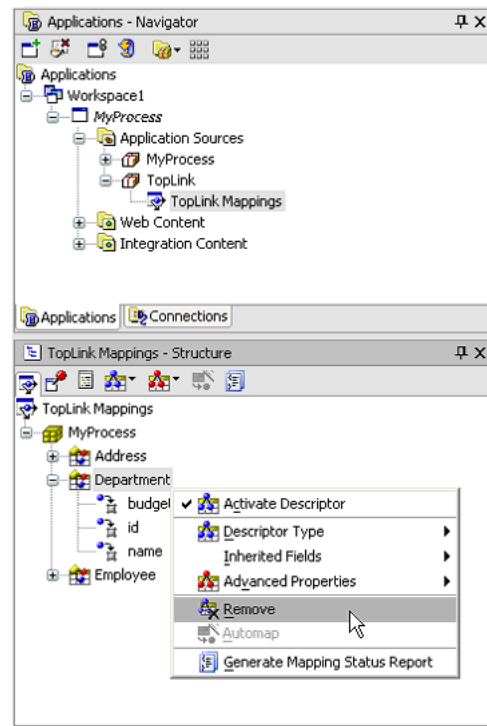 Applications - Navigator
Applications
Workspace1
MyProcess
Application Sources
MyProcess
TopLink
TopLink Mappings
Web Content
Integration Content
Applications Connections
TopLink Mappings - Structure
TopLink Mappings
MyProcess
Address
Department
budget
Activate Descriptor
id
Descriptor Type
name
Inherited Fields
Employee
Advanced Properties
Remove
Automap
Generate Mapping Status Report